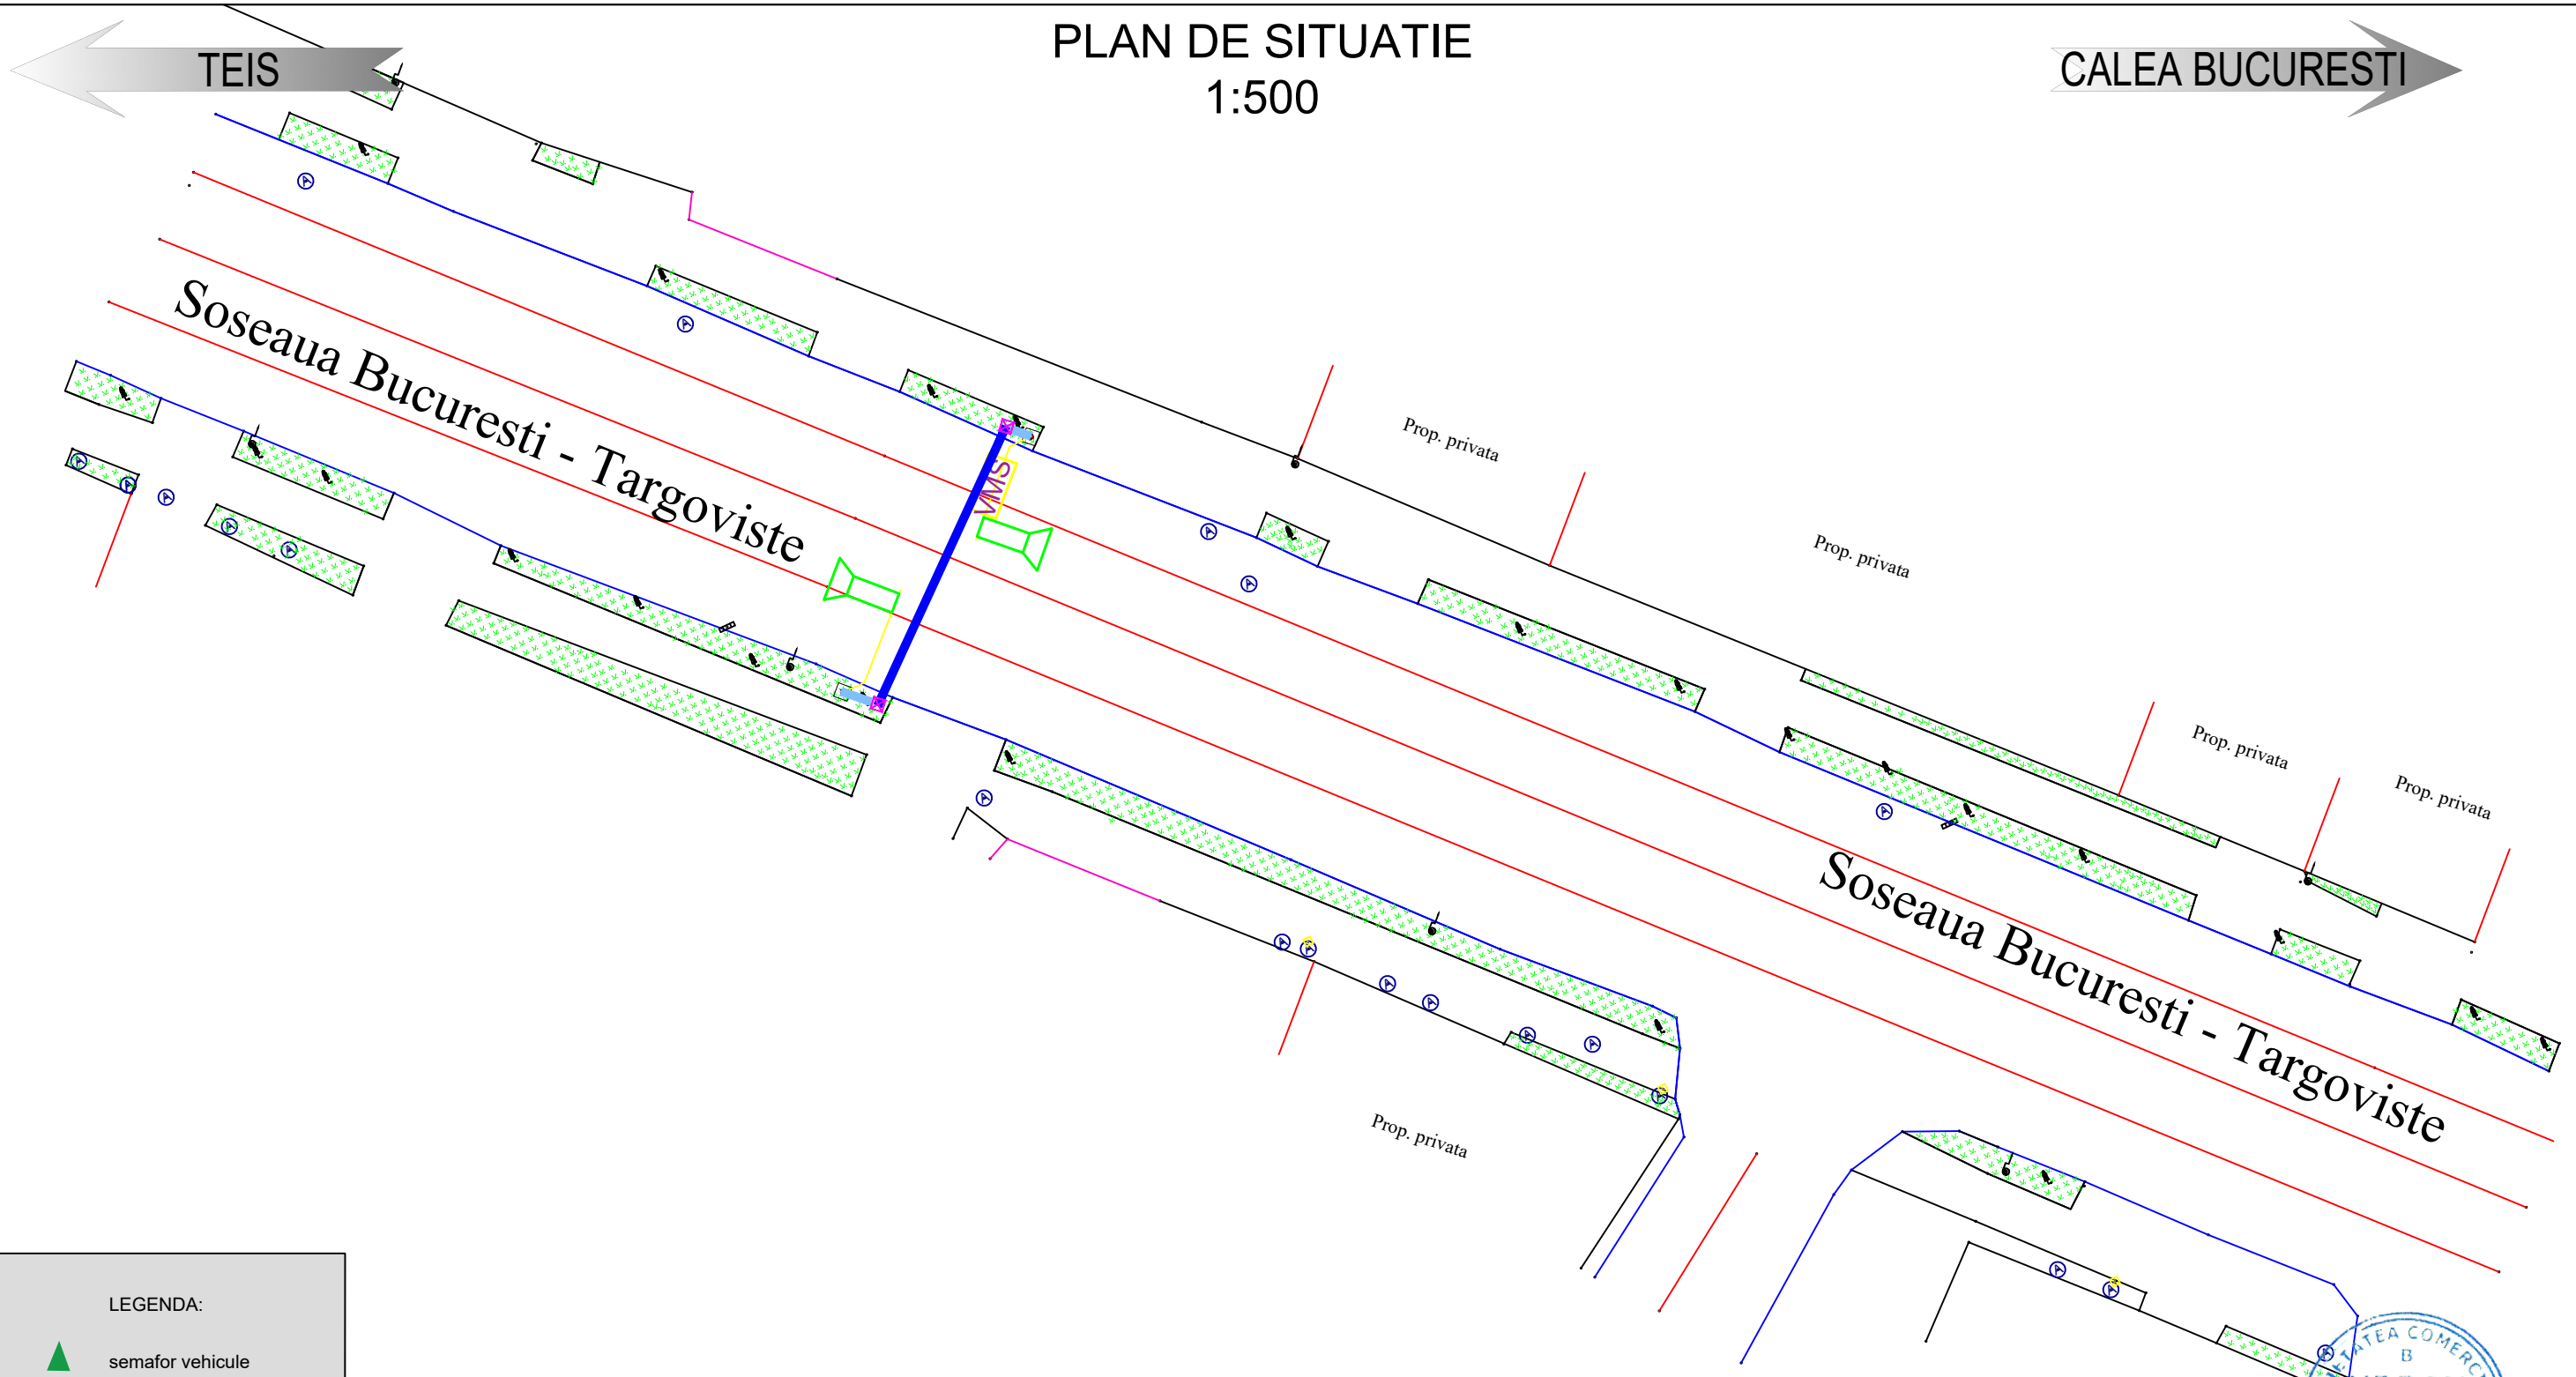 PLAN DE SITUATIE
1:500
TEIS
CALEA BUCURESTI
Soseaua Bucuresti - Targoviste
VMS
Prop. privata
Prop. privata
Prop. privata
Prop. privata
Soseaua Bucuresti - Targoviste
Prop. privata
LEGENDA:
semafor vehicule
B